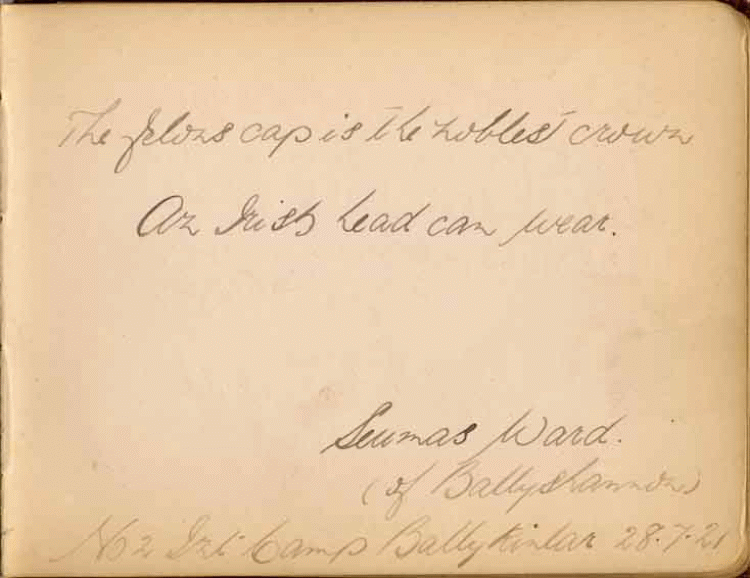 The felons cap is the noblest crown
An Irish head can wear.
Seumas Ward.
(of Ballyshannon)
No 2 Int. Camp Ballykinlar 28.7.21